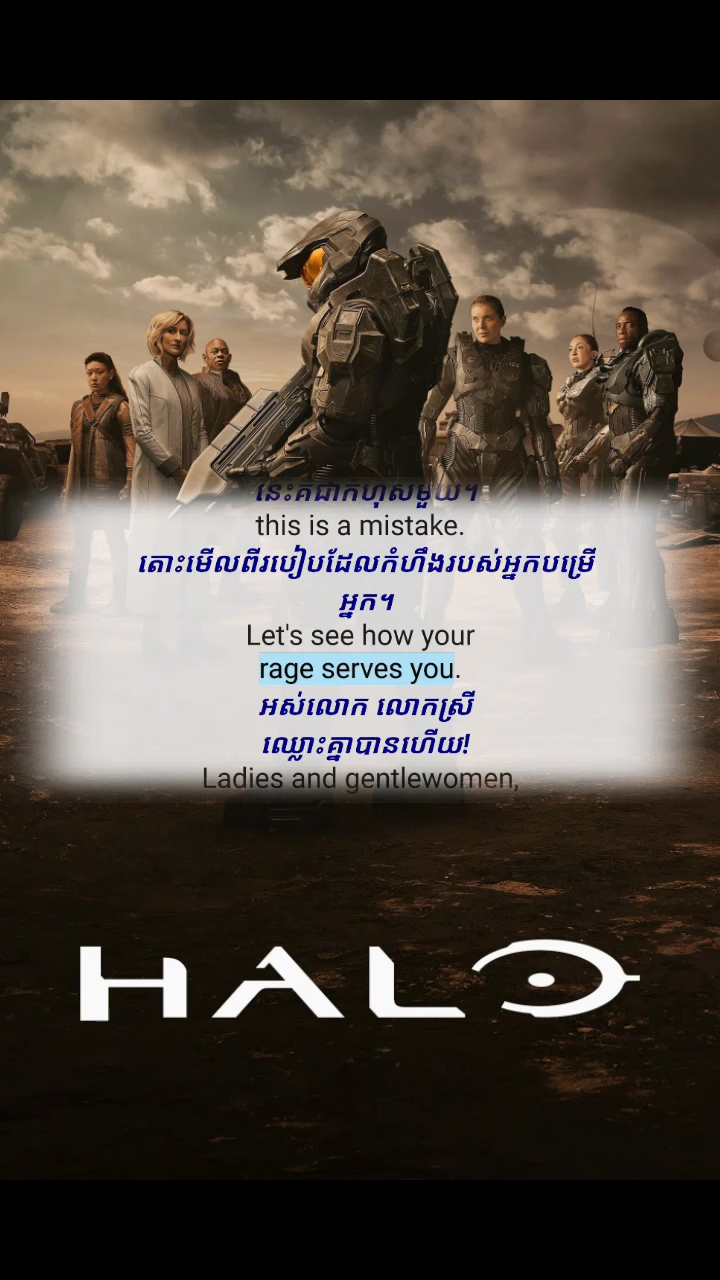 នេះគឺជាកំហុសមួយ។
this is a mistake.
តោះមើលពីរបៀបដែលកំហឹងរបស់អ្នកបម្រើ
អ្នក។
Let's see how your
rage serves you.
អស់លោក លោកស្រី
ឈ្លោះគ្នាបានហើយ!
Ladies and gentlewomen,
HALO